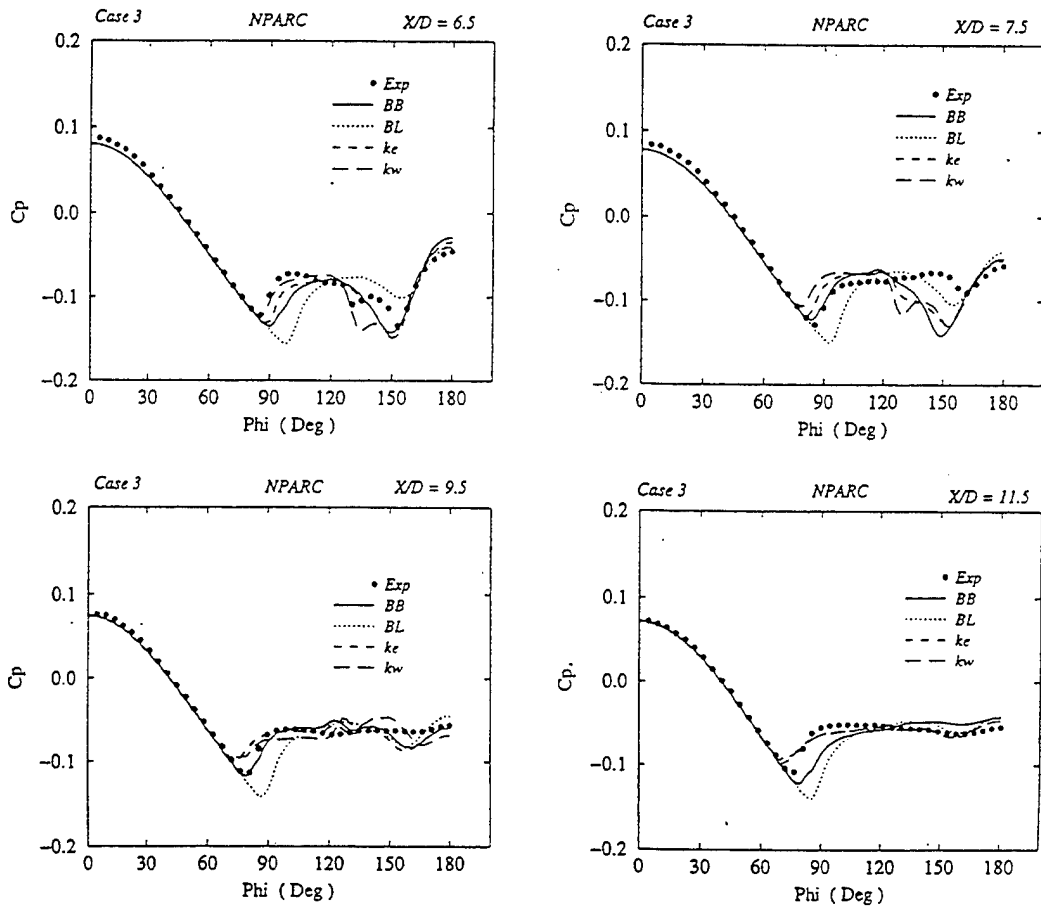 Case 3 NPARC X/D = 6.5
0.2
0.1
0.0
−0.1
−0.2
Cp
Exp
BB
BL
ke
kw
0 30 60 90 120 150 180
Phi ( Deg )
Case 3 NPARC X/D = 7.5
0.2
0.1
0.0
−0.1
−0.2
Cp
Exp
BB
BL
ke
kw
0 30 60 90 120 150 180
Phi ( Deg )
Case 3 NPARC X/D = 9.5
0.2
0.1
0.0
−0.1
−0.2
Cp
Exp
BB
BL
ke
kw
0 30 60 90 120 150 180
Phi ( Deg )
Case 3 NPARC X/D = 11.5
0.2
0.1
0.0
−0.1
−0.2
Cp.
Exp
BB
BL
ke
kw
0 30 60 90 120 150 180
Phi ( Deg )